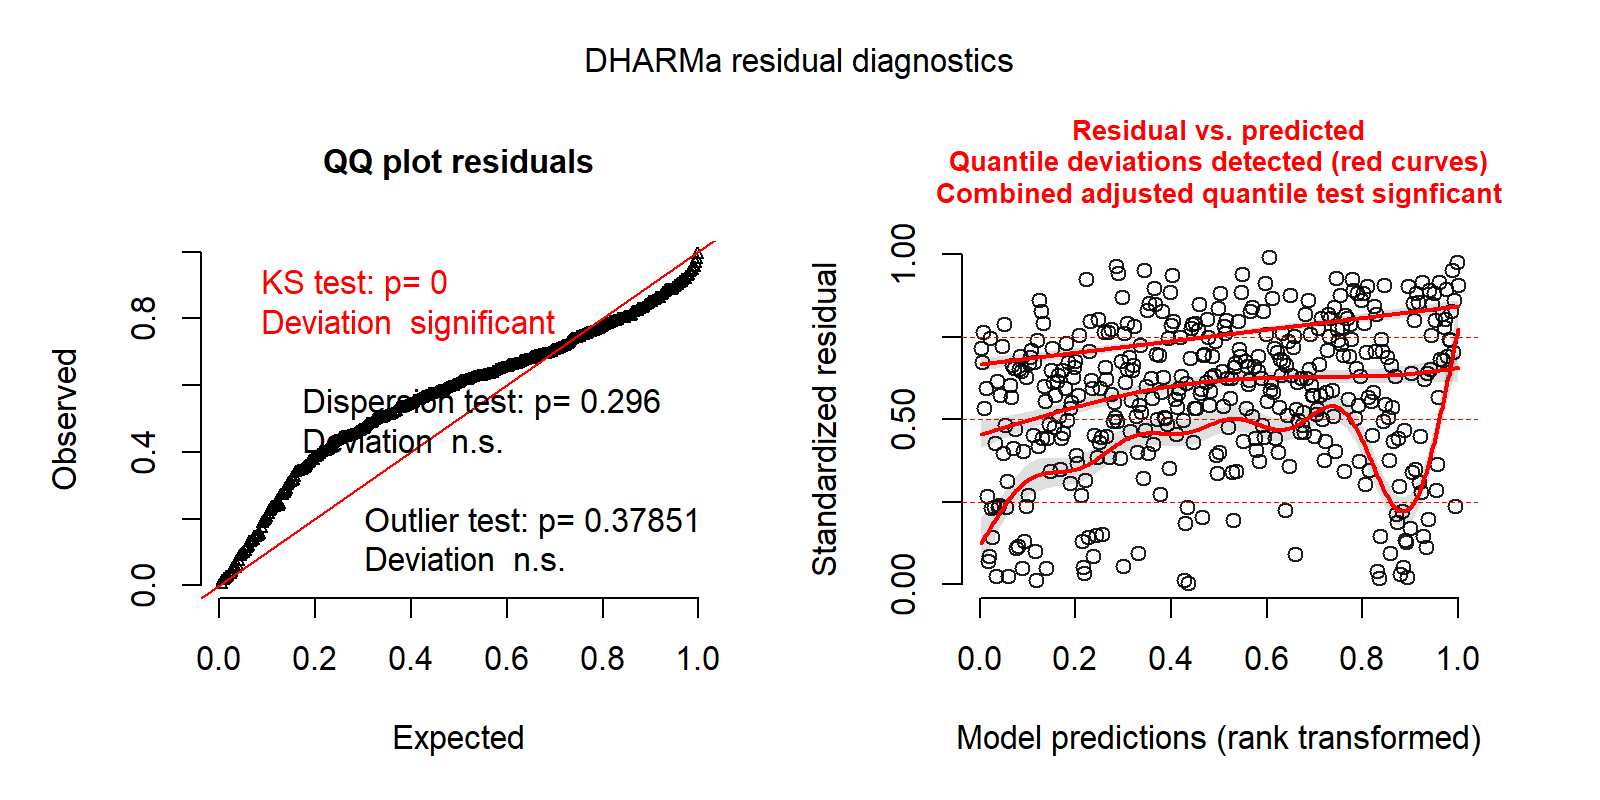 DHARMa residual diagnostics
QQ plot residuals
KS test: p= 0
Deviation  significant
Dispersion test: p= 0.296
Deviation  n.s.
Outlier test: p= 0.37851
Deviation  n.s.
Observed
0.0
0.4
0.8
0.0 0.2 0.4 0.6 0.8 1.0
Expected
Residual vs. predicted
Quantile deviations detected (red curves)
Combined adjusted quantile test signficant
Standardized residual
0.00
0.50
1.00
0.0 0.2 0.4 0.6 0.8 1.0
Model predictions (rank transformed)